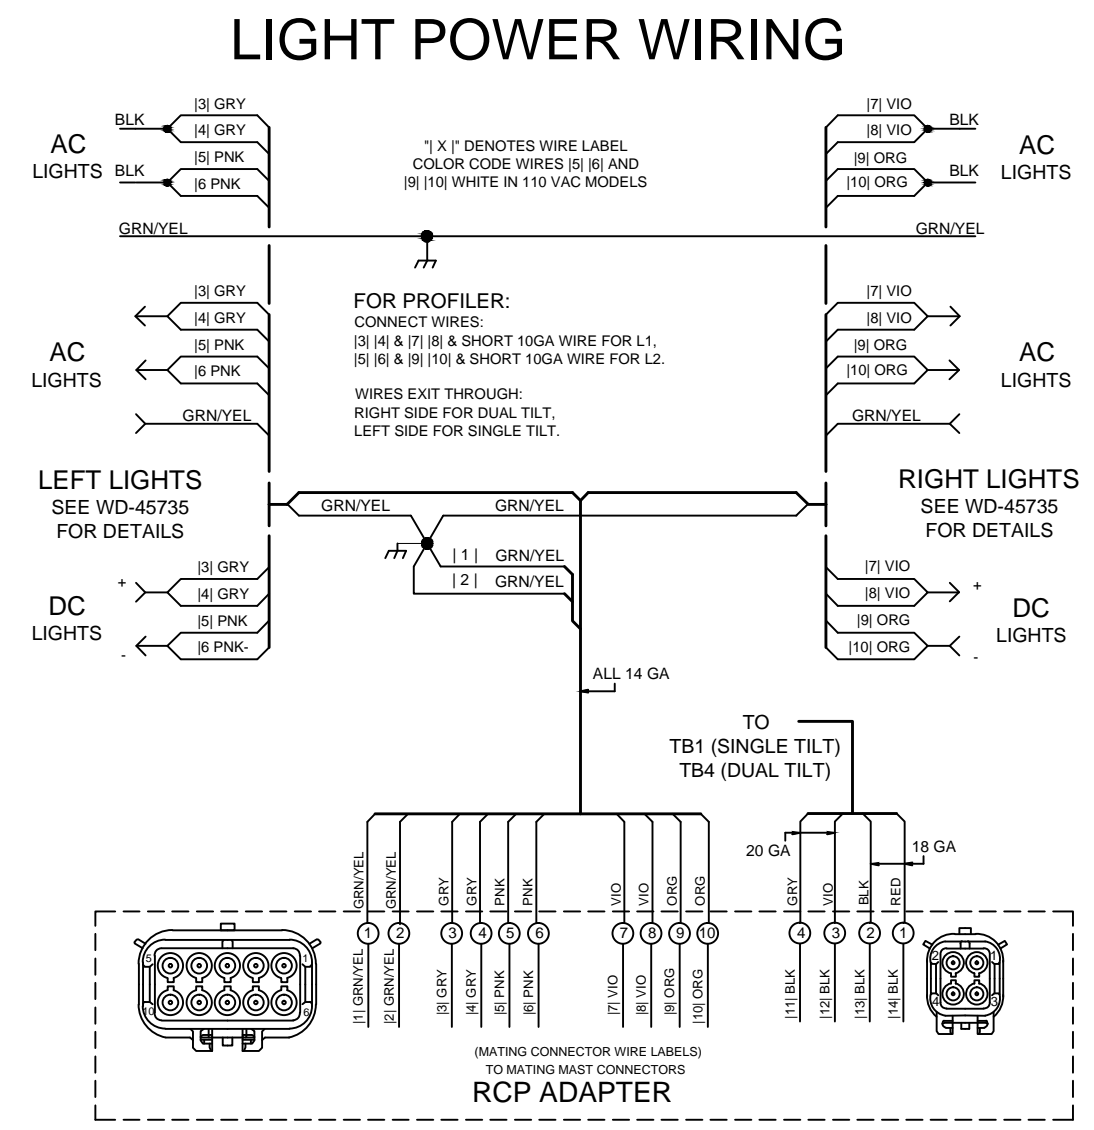 LIGHT POWER WIRING
|3| GRY
BLK
|4| GRY
AC
LIGHTS
|5| PNK
BLK
|6 PNK
"| X |" DENOTES WIRE LABEL
COLOR CODE WIRES |5| |6| AND
|9| |10| WHITE IN 110 VAC MODELS
|7| VIO
BLK
|8| VIO
AC
LIGHTS
|9| ORG
BLK
|10| ORG
GRN/YEL
GRN/YEL
|3| GRY
|4| GRY
AC
LIGHTS
|5| PNK
|6 PNK
GRN/YEL
FOR PROFILER:
CONNECT WIRES:
|3| |4| & |7| |8| & SHORT 10GA WIRE FOR L1,
|5| |6| & |9| |10| & SHORT 10GA WIRE FOR L2.
WIRES EXIT THROUGH:
RIGHT SIDE FOR DUAL TILT,
LEFT SIDE FOR SINGLE TILT.
|7| VIO
|8| VIO
AC
LIGHTS
|9| ORG
|10| ORG
GRN/YEL
LEFT LIGHTS
SEE WD-45735
FOR DETAILS
RIGHT LIGHTS
SEE WD-45735
FOR DETAILS
GRN/YEL
GRN/YEL
| 1 | GRN/YEL
| 2 | GRN/YEL
|3| GRY
+
|4| GRY
DC
LIGHTS
|5| PNK
-
|6 PNK-
|7| VIO
+
|8| VIO
DC
LIGHTS
|9| ORG
|10| ORG
-
ALL 14 GA
TO
TB1 (SINGLE TILT)
TB4 (DUAL TILT)
20 GA
18 GA
GRN/YEL
GRN/YEL
GRY
GRY
PNK
PNK
VIO
VIO
ORG
ORG
GRY
VIO
BLK
RED
1
2
3
4
5
6
7
8
9
10
4
3
2
1
5
1
10
6
2
1
4
3
|1| GRN/YEL
|2| GRN/YEL
|3| GRY
|4| GRY
|5| PNK
|6| PNK
|7| VIO
|8| VIO
|9| ORG
|10| ORG
|11| BLK
|12| BLK
|13| BLK
|14| BLK
(MATING CONNECTOR WIRE LABELS)
TO MATING MAST CONNECTORS
RCP ADAPTER